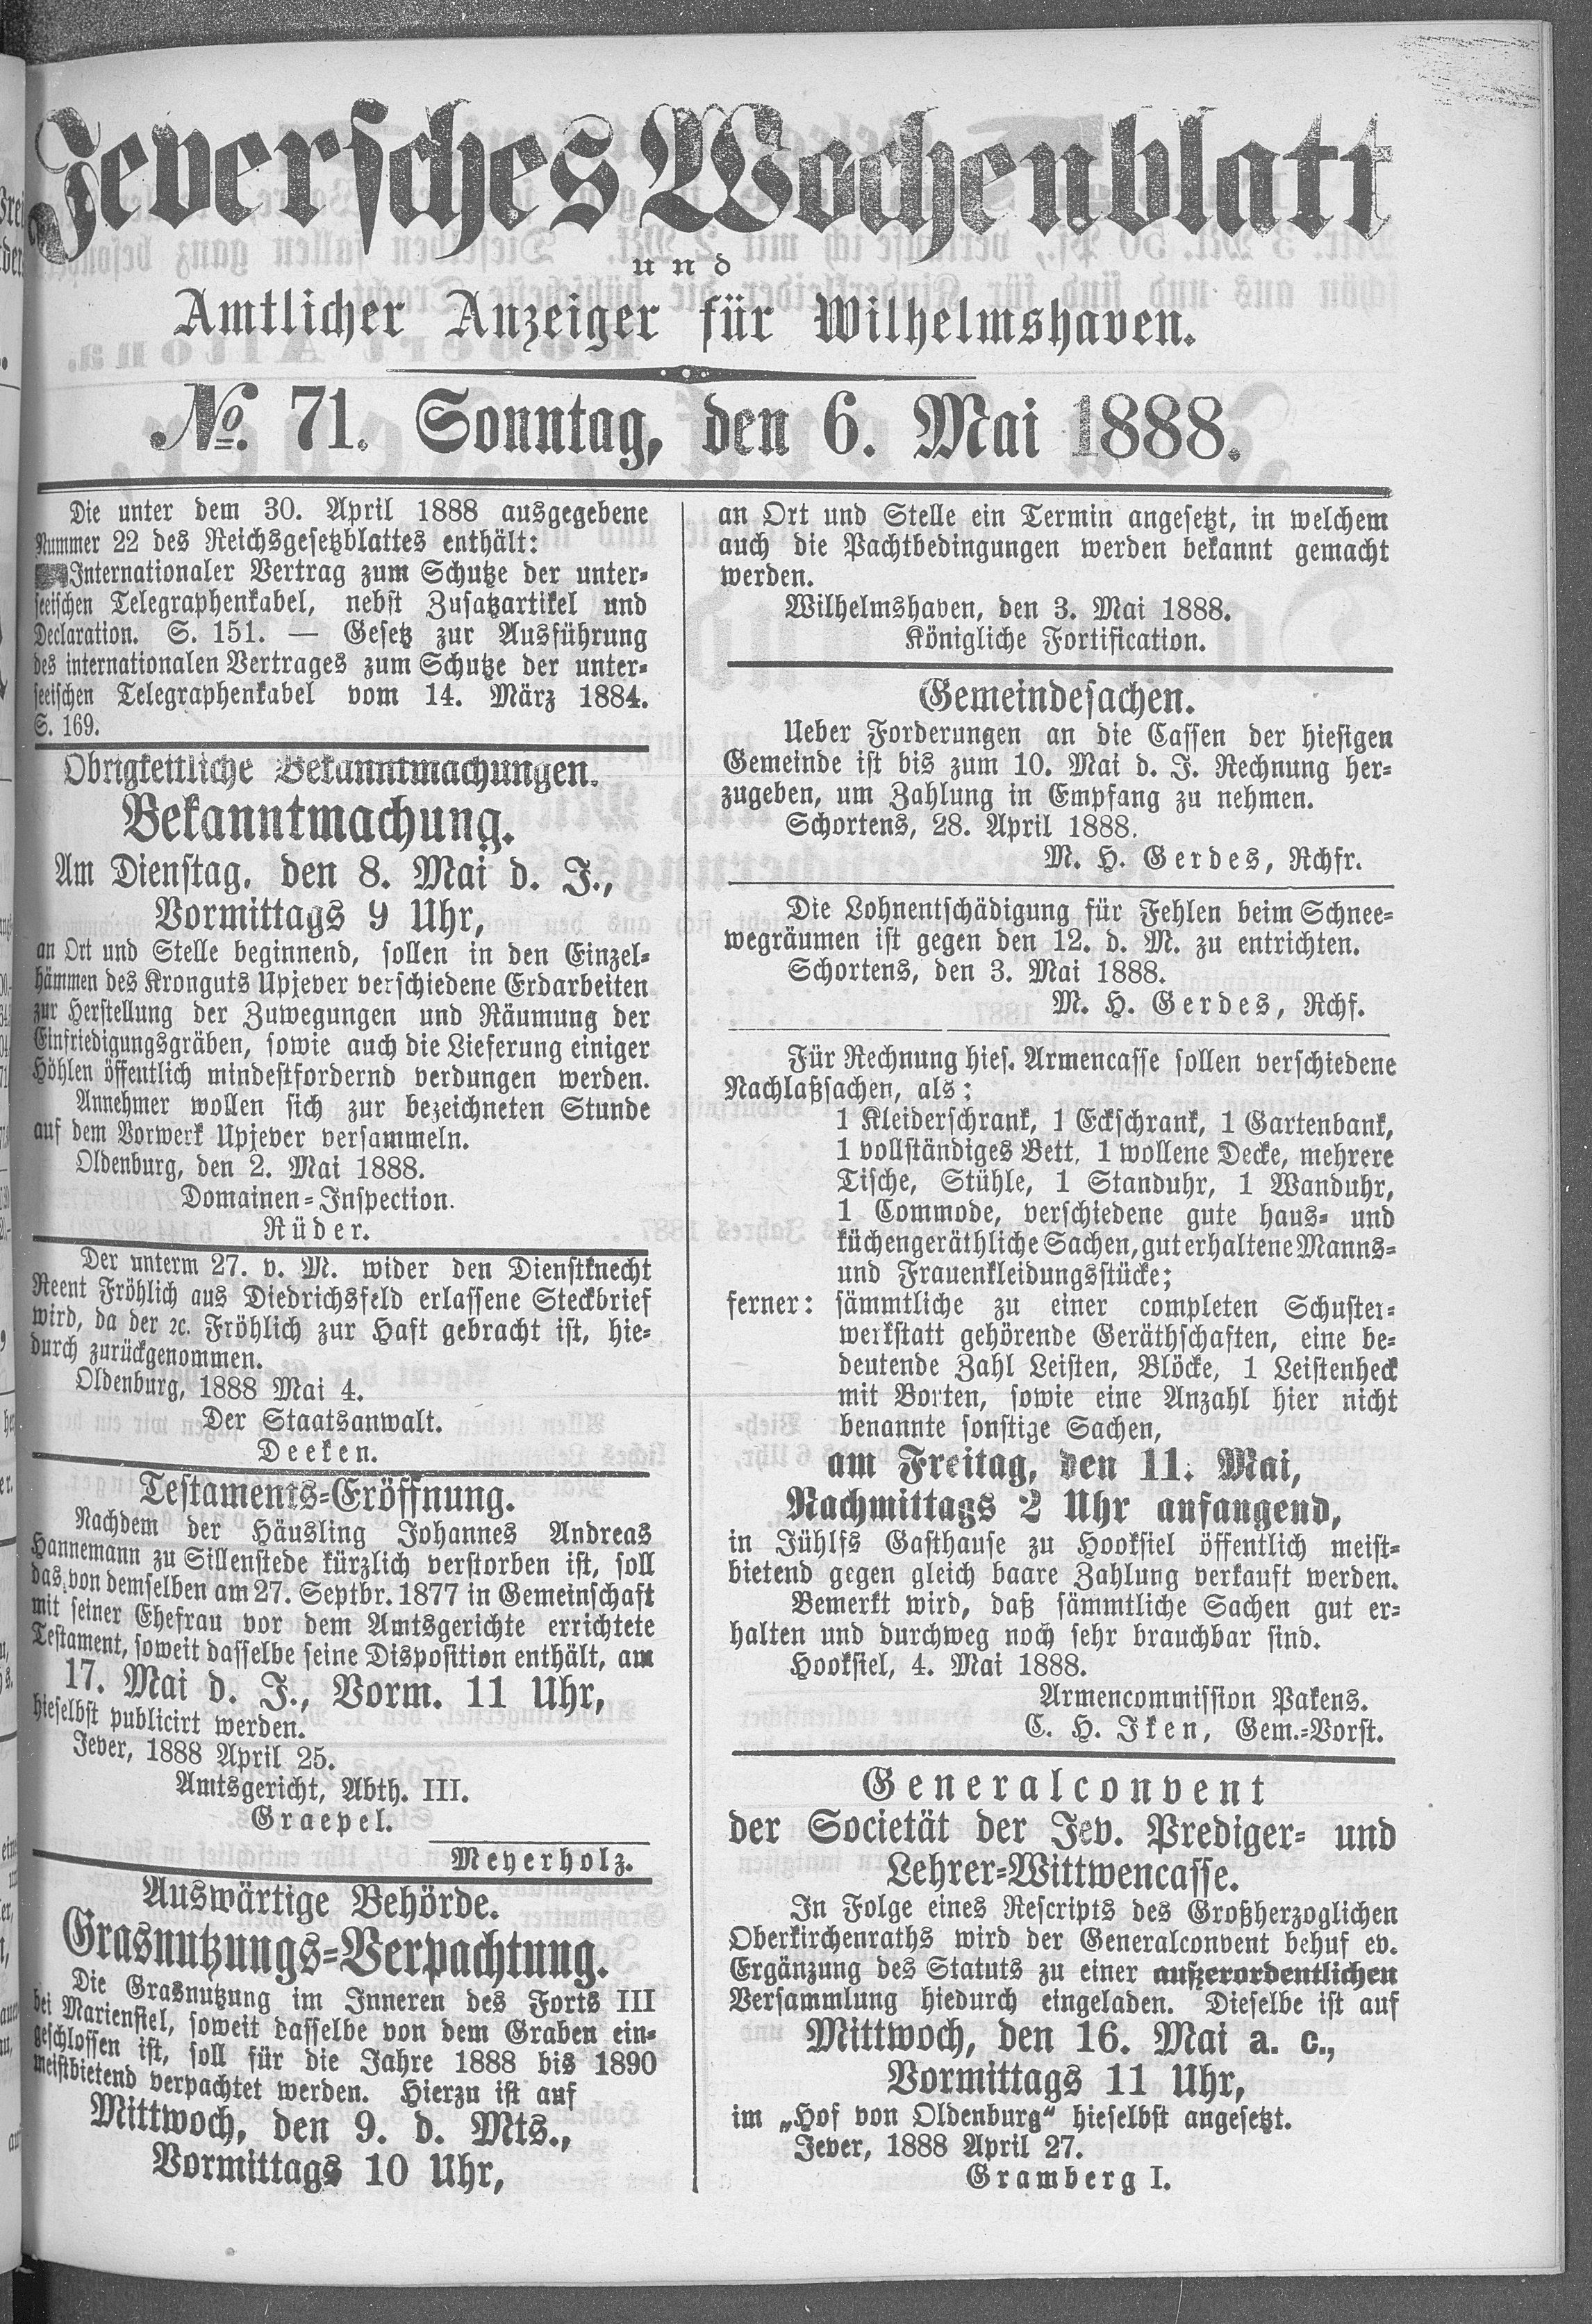 Jeversches Wochenblatt
und
Amtlicher Anzeiger für Wilhelmshaven.
№. 71. Sonntag, den 6. Mai 1888.
Die unter dem 30. April 1888 ausgegebene
Nummer 22 des Reichsgesetzblattes enthält:
Internationaler Vertrag zum Schutze der unter-
seeischen Telegraphenkabel, nebst Zusatzartikel und
Declaration. S. 151. — Gesetz zur Ausführung
des internationalen Vertrages zum Schutze der unter-
seeischen Telegraphenkabel vom 14. März 1884.
S. 169.
Obrigkeitliche Bekanntmachungen.
Bekanntmachung.
Am Dienstag, den 8. Mai d. J.,
Vormittags 9 Uhr,
an Ort und Stelle beginnend, sollen in den Einzel-
hämmen des Kronguts Upjever verschiedene Erdarbeiten
zur Herstellung der Zuwegungen und Räumung der
Einfriedigungsgräben, sowie auch die Lieferung einiger
Höhlen öffentlich mindestfordernd verdungen werden.
Annehmer wollen sich zur bezeichneten Stunde
auf dem Vorwerk Upjever versammeln.
Oldenburg, den 2. Mai 1888.
Domainen-Inspection.
Rüder.
Der unterm 27. v. M. wider den Dienstknecht
Reent Fröhlich aus Diedrichsfeld erlassene Steckbrief
wird, da der ꝛc. Fröhlich zur Haft gebracht ist, hie-
durch zurückgenommen.
Oldenburg, 1888 Mai 4.
Der Staatsanwalt.
Deeken.
Testaments-Eröffnung.
Nachdem der Häusling Johannes Andreas
Hannemann zu Sillenstede kürzlich verstorben ist, soll
das von demselben am 27. Septbr. 1877 in Gemeinschaft
mit seiner Ehefrau vor dem Amtsgerichte errichtete
Testament, soweit dasselbe seine Disposition enthält, am
17. Mai d. J., Vorm. 11 Uhr,
hieselbst publicirt werden.
Jever, 1888 April 25.
Amtsgericht, Abth. III.
Graepel.
Meyerholz.
Auswärtige Behörde.
Grasnutzungs-Verpachtung.
Die Grasnutzung im Inneren des Forts III
bei Mariensiel, soweit dasselbe von dem Graben ein-
geschlossen ist, soll für die Jahre 1888 bis 1890
meistbietend verpachtet werden. Hierzu ist auf
Mittwoch, den 9. d. Mts.,
Vormittags 10 Uhr,
an Ort und Stelle ein Termin angesetzt, in welchem
auch die Pachtbedingungen werden bekannt gemacht
werden.
Wilhelmshaven, den 3. Mai 1888.
Königliche Fortification.
Gemeindesachen.
Ueber Forderungen an die Cassen der hiesigen
Gemeinde ist bis zum 10. Mai d. J. Rechnung her-
zugeben, um Zahlung in Empfang zu nehmen.
Schortens, 28. April 1888.
M. H. Gerdes, Rchfr.
Die Lohnentschädigung für Fehlen beim Schnee-
wegräumen ist gegen den 12. d. M. zu entrichten.
Schortens, den 3. Mai 1888.
M. H. Gerdes, Rchf.
Für Rechnung hies. Armencasse sollen verschiedene
Nachlaßsachen, als:
1 Kleiderschrank, 1 Eckschrank, 1 Gartenbank,
1 vollständiges Bett, 1 wollene Decke, mehrere
Tische, Stühle, 1 Standuhr, 1 Wanduhr,
1 Commode, verschiedene gute haus- und
küchengeräthliche Sachen, gut erhaltene Manns-
und Frauenkleidungsstücke;
ferner: sämmtliche zu einer completen Schuster-
werkstatt gehörende Geräthschaften, eine be-
deutende Zahl Leisten, Blöcke, 1 Leistenheck
mit Borten, sowie eine Anzahl hier nicht
benannte sonstige Sachen,
am Freitag, den 11. Mai,
Nachmittags 2 Uhr anfangend,
in Jühlfs Gasthause zu Hooksiel öffentlich meist-
bietend gegen gleich baare Zahlung verkauft werden.
Bemerkt wird, daß sämmtliche Sachen gut er-
halten und durchweg noch sehr brauchbar sind.
Hooksiel, 4. Mai 1888.
Armencommission Pakens.
C. H. Iken, Gem.-Vorst.
Generalconvent
der Societät der Jev. Prediger- und
Lehrer-Wittwencasse.
In Folge eines Rescripts des Großherzoglichen
Oberkirchenraths wird der Generalconvent behuf ev.
Ergänzung des Statuts zu einer außerordentlichen
Versammlung hiedurch eingeladen. Dieselbe ist auf
Mittwoch, den 16. Mai a. c.,
Vormittags 11 Uhr,
im „Hof von Oldenburg“ hieselbst angesetzt.
Jever, 1888 April 27.
Gramberg I.